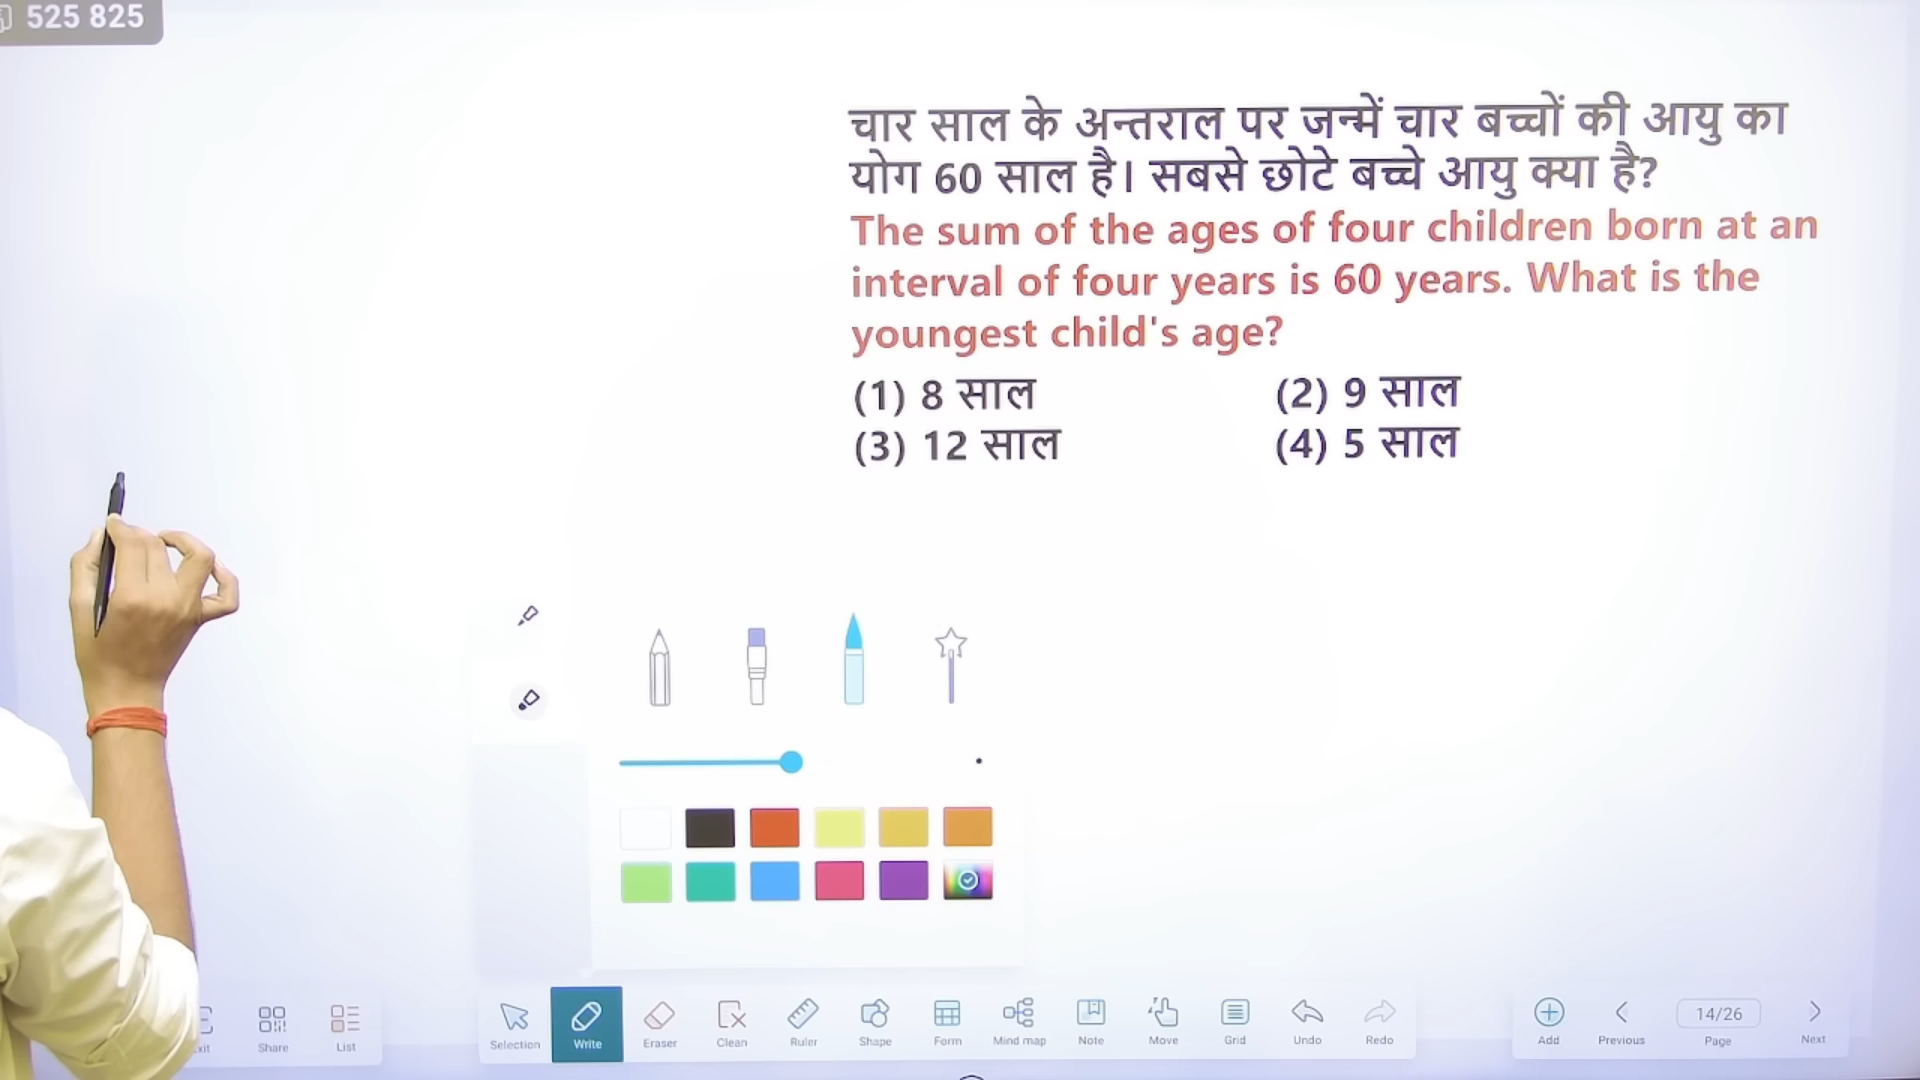 525 825
चार साल के अन्तराल पर जन्में चार बच्चों की आयु का
योग 60 साल है। सबसे छोटे बच्चे आयु क्या है?
The sum of the ages of four children born at an
interval of four years is 60 years. What is the
youngest child's age?
(1) 8 साल (2) 9 साल
(3) 12 साल (4) 5 साल
Share List Selection Write Eraser Clean Ruler Shape Form Mind map Note Move Grid Undo Redo Add Previous 14/26 Page Next